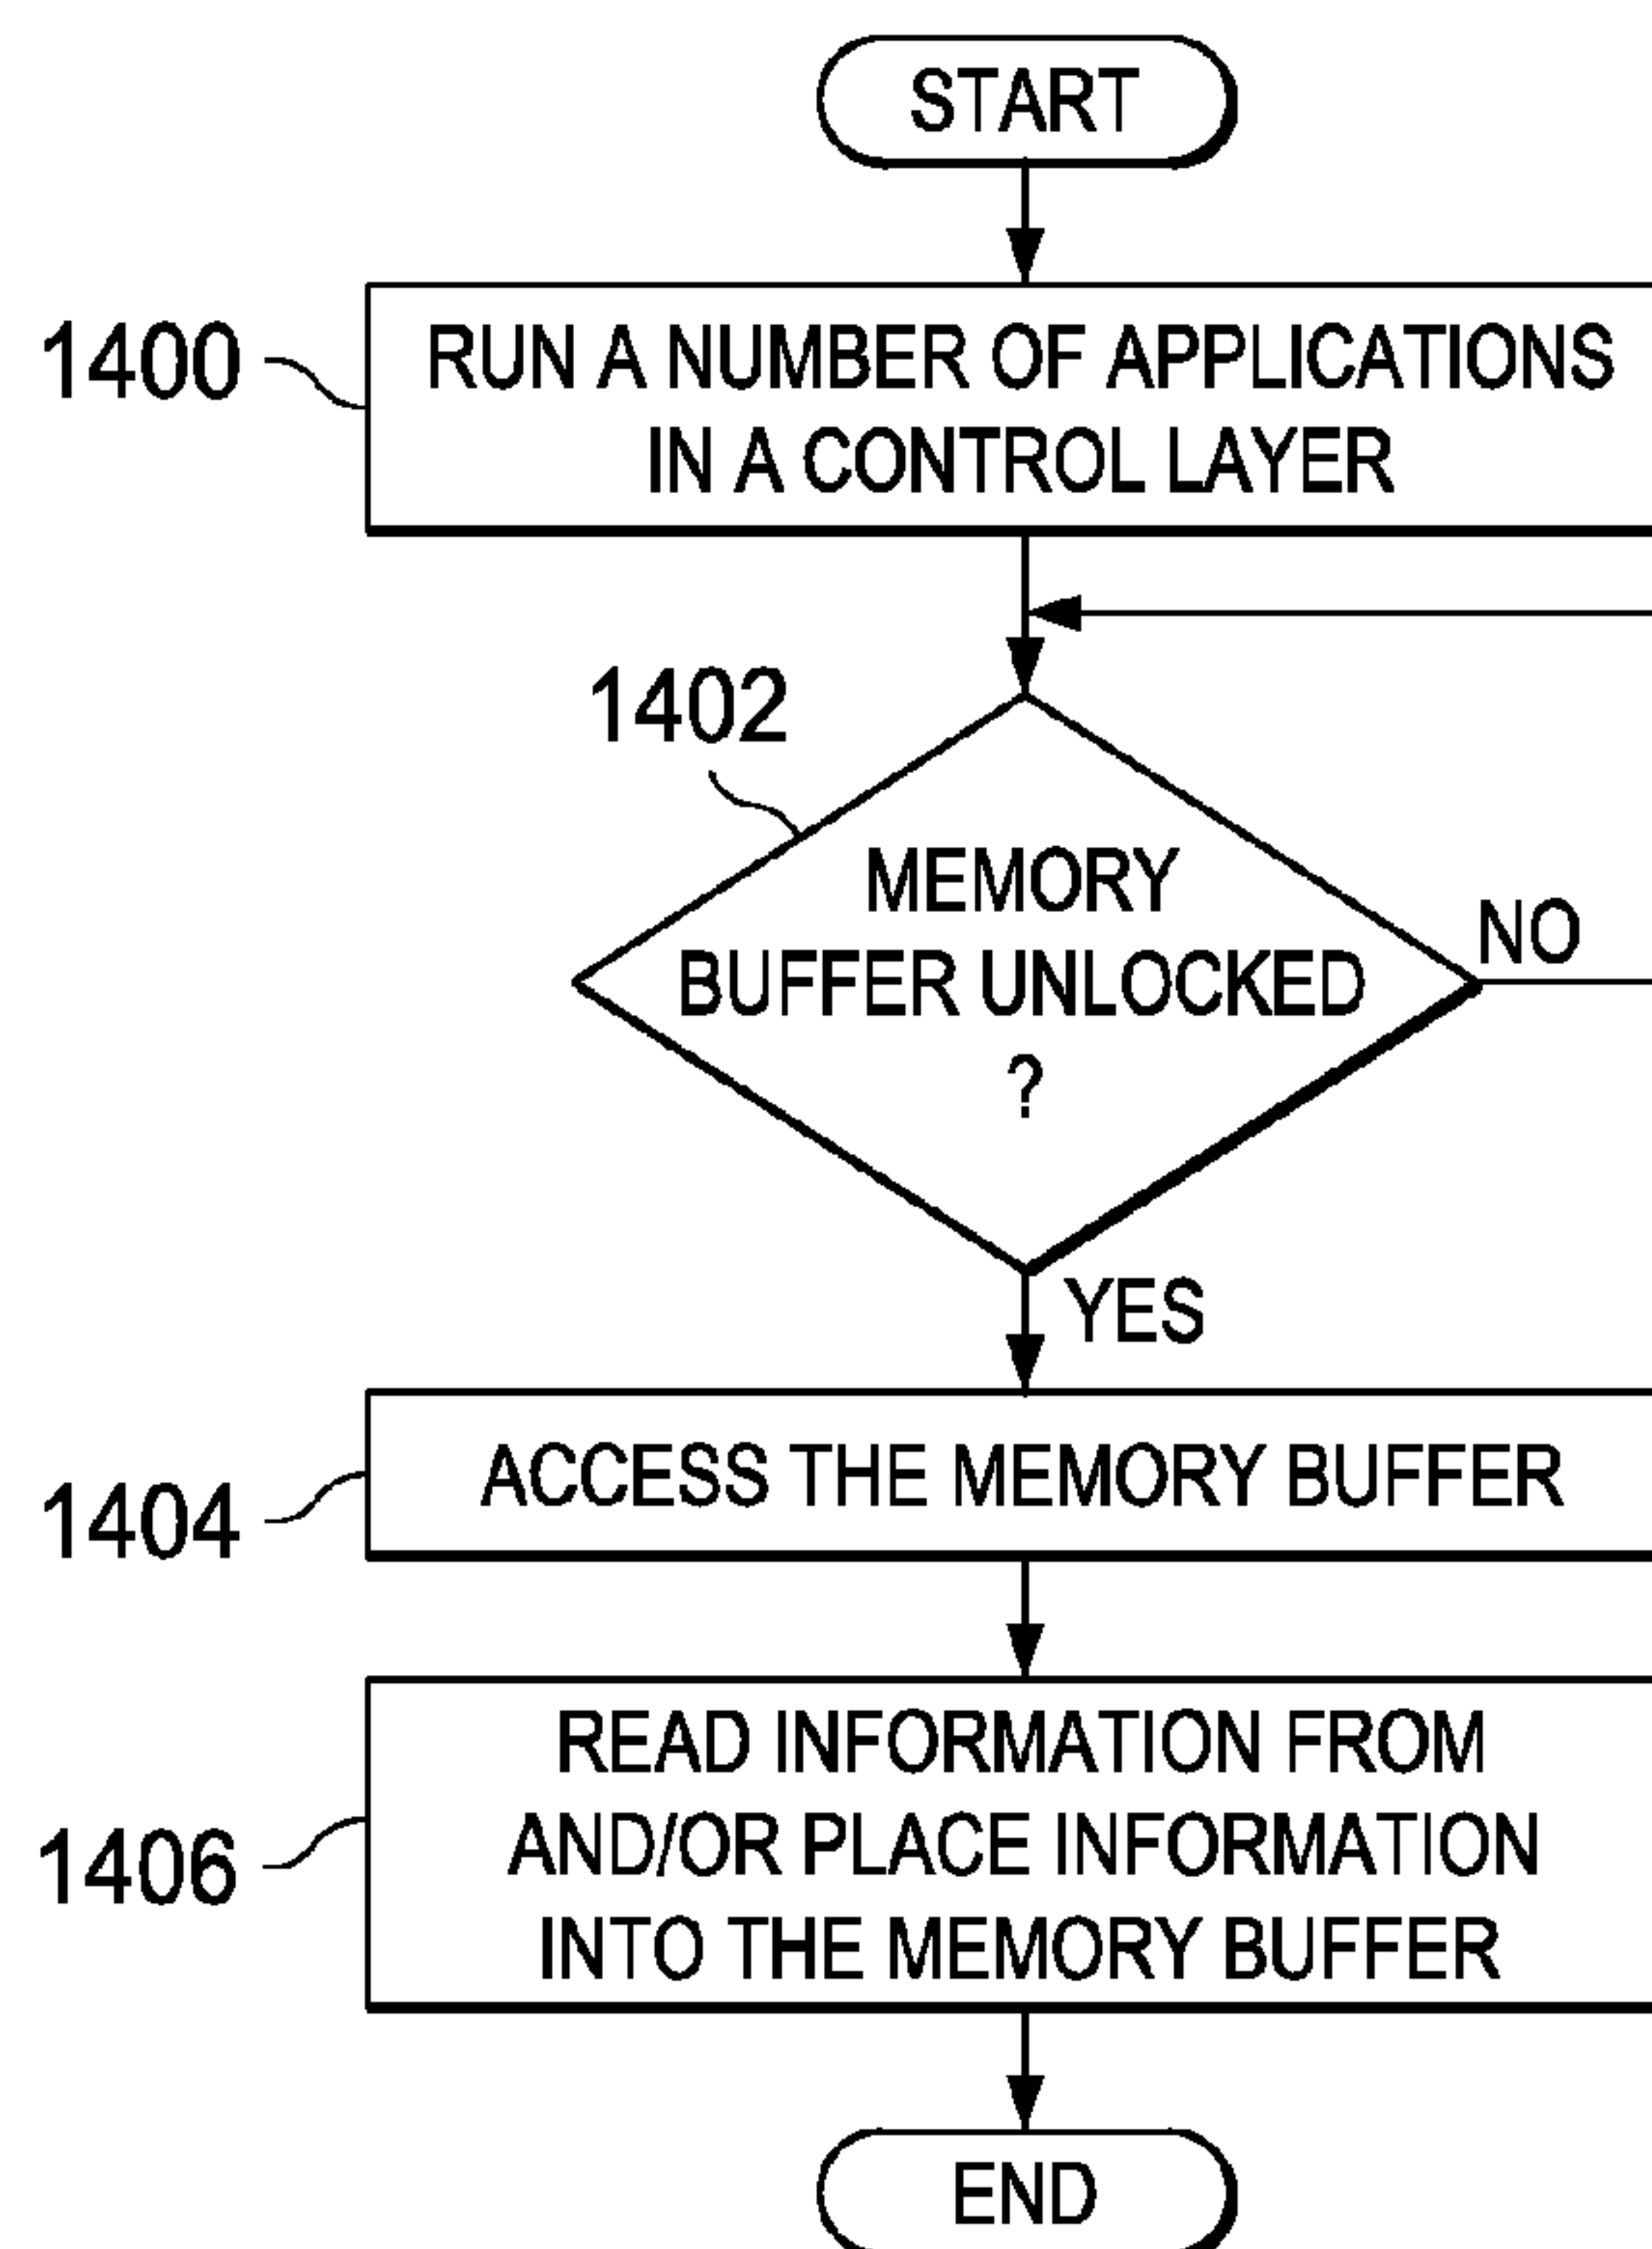 START
1400
RUN A NUMBER OF APPLICATIONS
IN A CONTROL LAYER
1402
MEMORY
BUFFER UNLOCKED
?
NO
YES
1404
ACCESS THE MEMORY BUFFER
1406
READ INFORMATION FROM
AND/OR PLACE INFORMATION
INTO THE MEMORY BUFFER
END